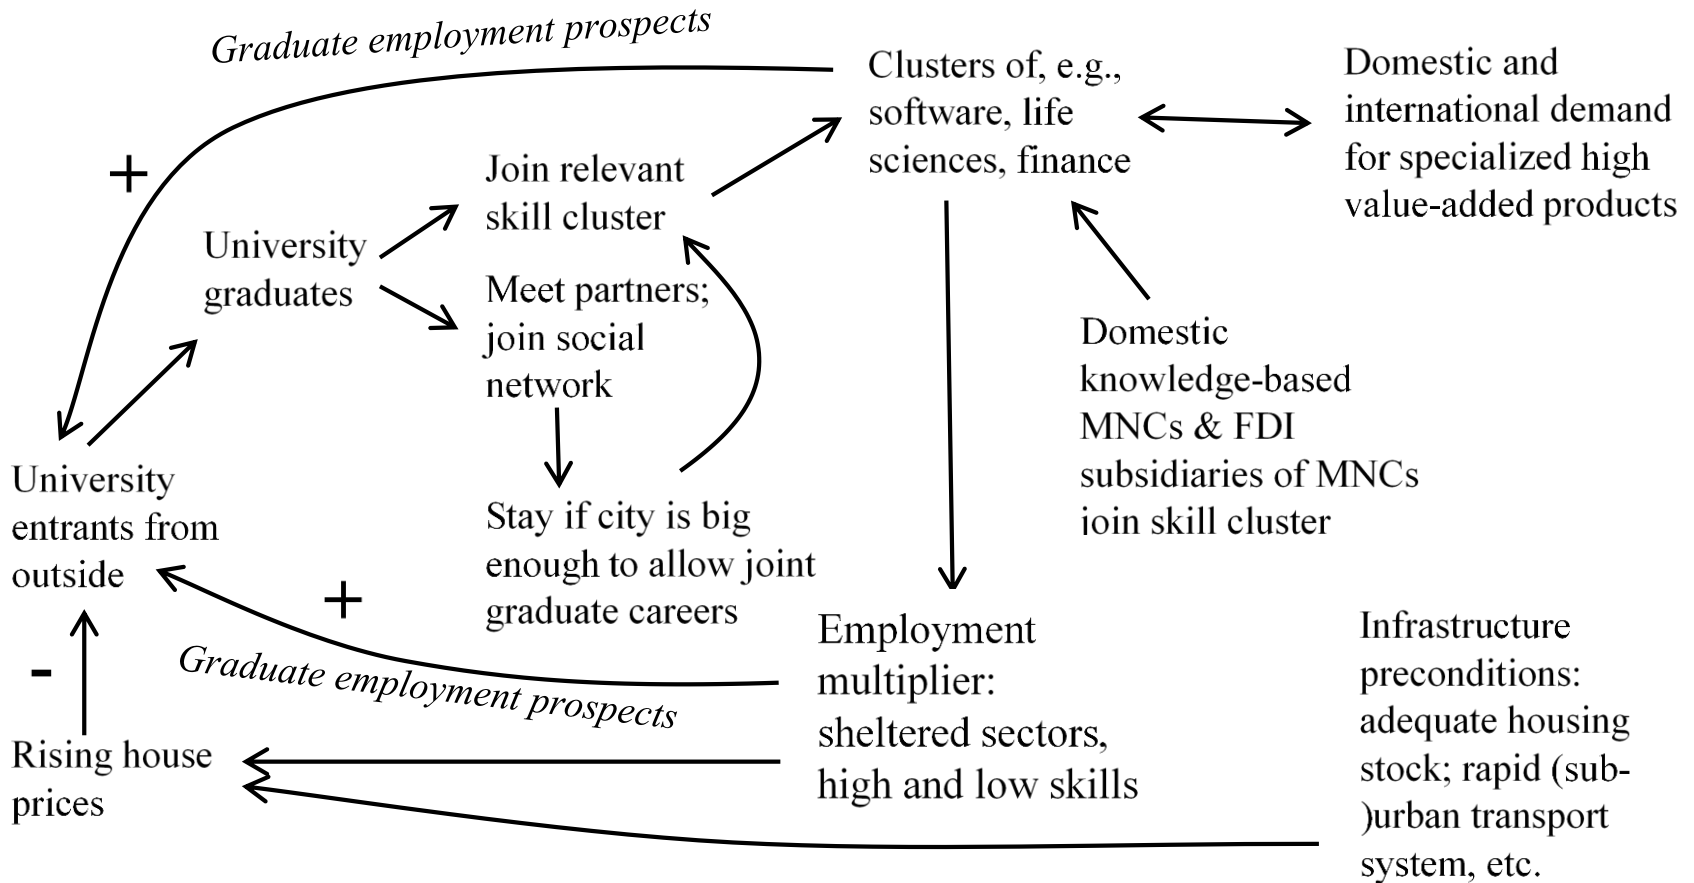 Graduate employment prospects
Clusters of, e.g.,
software, life
sciences, finance
Domestic and
international demand
for specialized high
value-added products
+
Join relevant
skill cluster
University
graduates
Meet partners;
join social
network
Domestic
knowledge-based
MNCs & FDI
subsidiaries of MNCs
join skill cluster
University
entrants from
outside
Stay if city is big
enough to allow joint
graduate careers
+
Graduate employment prospects
Employment
multiplier:
sheltered sectors,
high and low skills
Infrastructure
preconditions:
adequate housing
stock; rapid (sub-
)urban transport
system, etc.
-
Rising house
prices